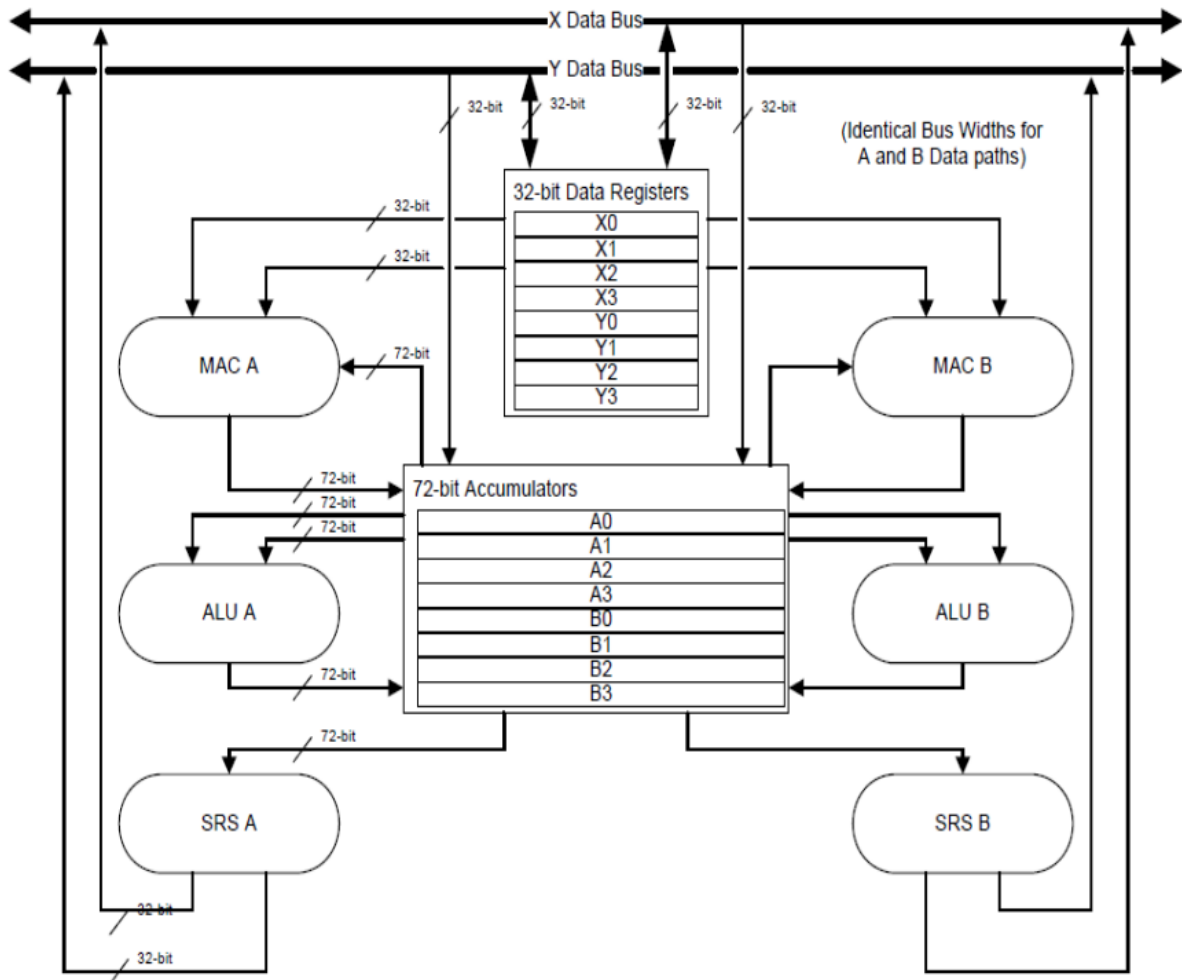 X Data Bus
Y Data Bus
32-bit
32-bit
32-bit
32-bit
(Identical Bus Widths for
A and B Data paths)
32-bit Data Registers
32-bit
X0
X1
32-bit
X2
X3
Y0
Y1
Y2
Y3
MAC A
72-bit
MAC B
72-bit
72-bit
72-bit
72-bit Accumulators
A0
A1
A2
A3
B0
B1
B2
B3
ALU A
ALU B
72-bit
72-bit
SRS A
SRS B
32-bit
32-bit